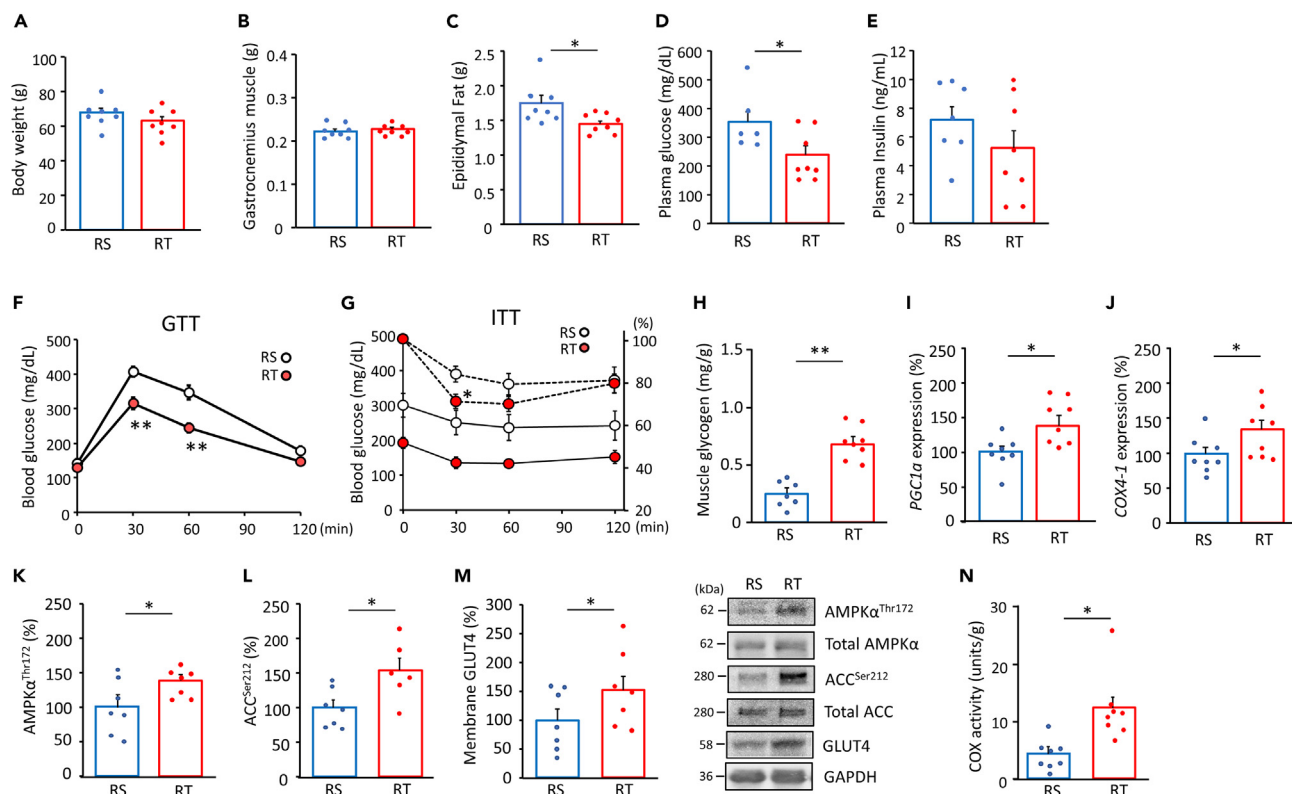 A
Body weight (g)
100
80
60
40
20
0
RS
RT
B
Gastrocnemius muscle (g)
0.4
0.3
0.2
0.1
0
RS
RT
C
Epididymal Fat (g)
2.5
2.0
1.5
1.0
0.5
0
*
RS
RT
D
Plasma glucose (mg/dL)
600
500
400
300
200
100
0
*
RS
RT
E
Plasma Insulin (ng/mL)
12
10
8
6
4
2
0
RS
RT
F
GTT
Blood glucose (mg/dL)
500
400
300
200
100
0
RS
RT
**
**
0
30
60
90
120 (min)
G
ITT
Blood glucose (mg/dL)
500
400
300
200
100
0
RS
RT
(%)
100
80
60
40
20
*
0
30
60
90
120 (min)
H
Muscle glycogen (mg/g)
1.5
1.0
0.5
0
**
RS
RT
I
PGC1α expression (%)
250
200
150
100
50
0
*
RS
RT
J
COX4-1 expression (%)
250
200
150
100
50
0
*
RS
RT
K
AMPKα^Thr172 (%)
250
200
150
100
50
0
*
RS
RT
L
ACC^Ser212 (%)
250
200
150
100
50
0
*
RS
RT
M
Membrane GLUT4 (%)
300
250
200
150
100
50
0
*
RS
RT
(kDa) RS RT
62 AMPKα^Thr172
62 Total AMPKα
280 ACC^Ser212
280 Total ACC
58 GLUT4
36 GAPDH
N
COX activity (units/g)
30
20
10
0
*
RS
RT